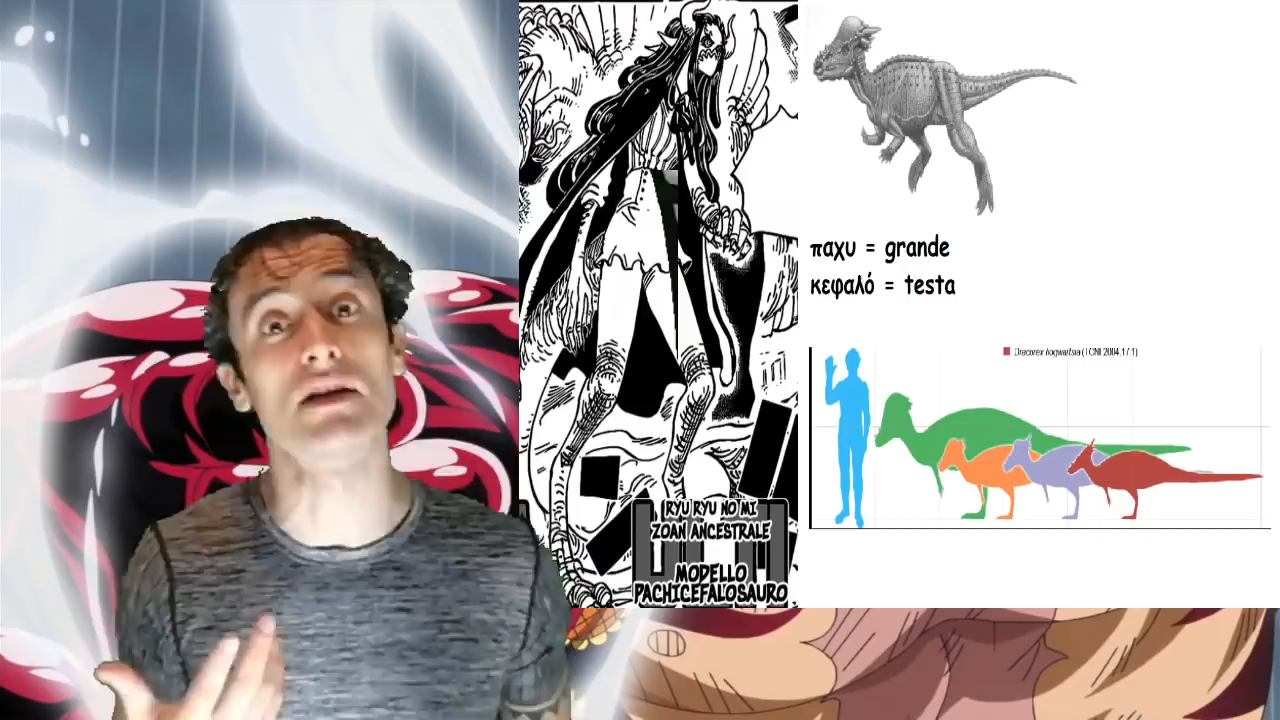 RYU RYU NO MI
ZOAN ANCESTRALE
MODELLO
PACHICEFALOSAURO
παχυ = grande
κεφαλό = testa
Dracorex hogwartsia (TCNI 2004.17.1)